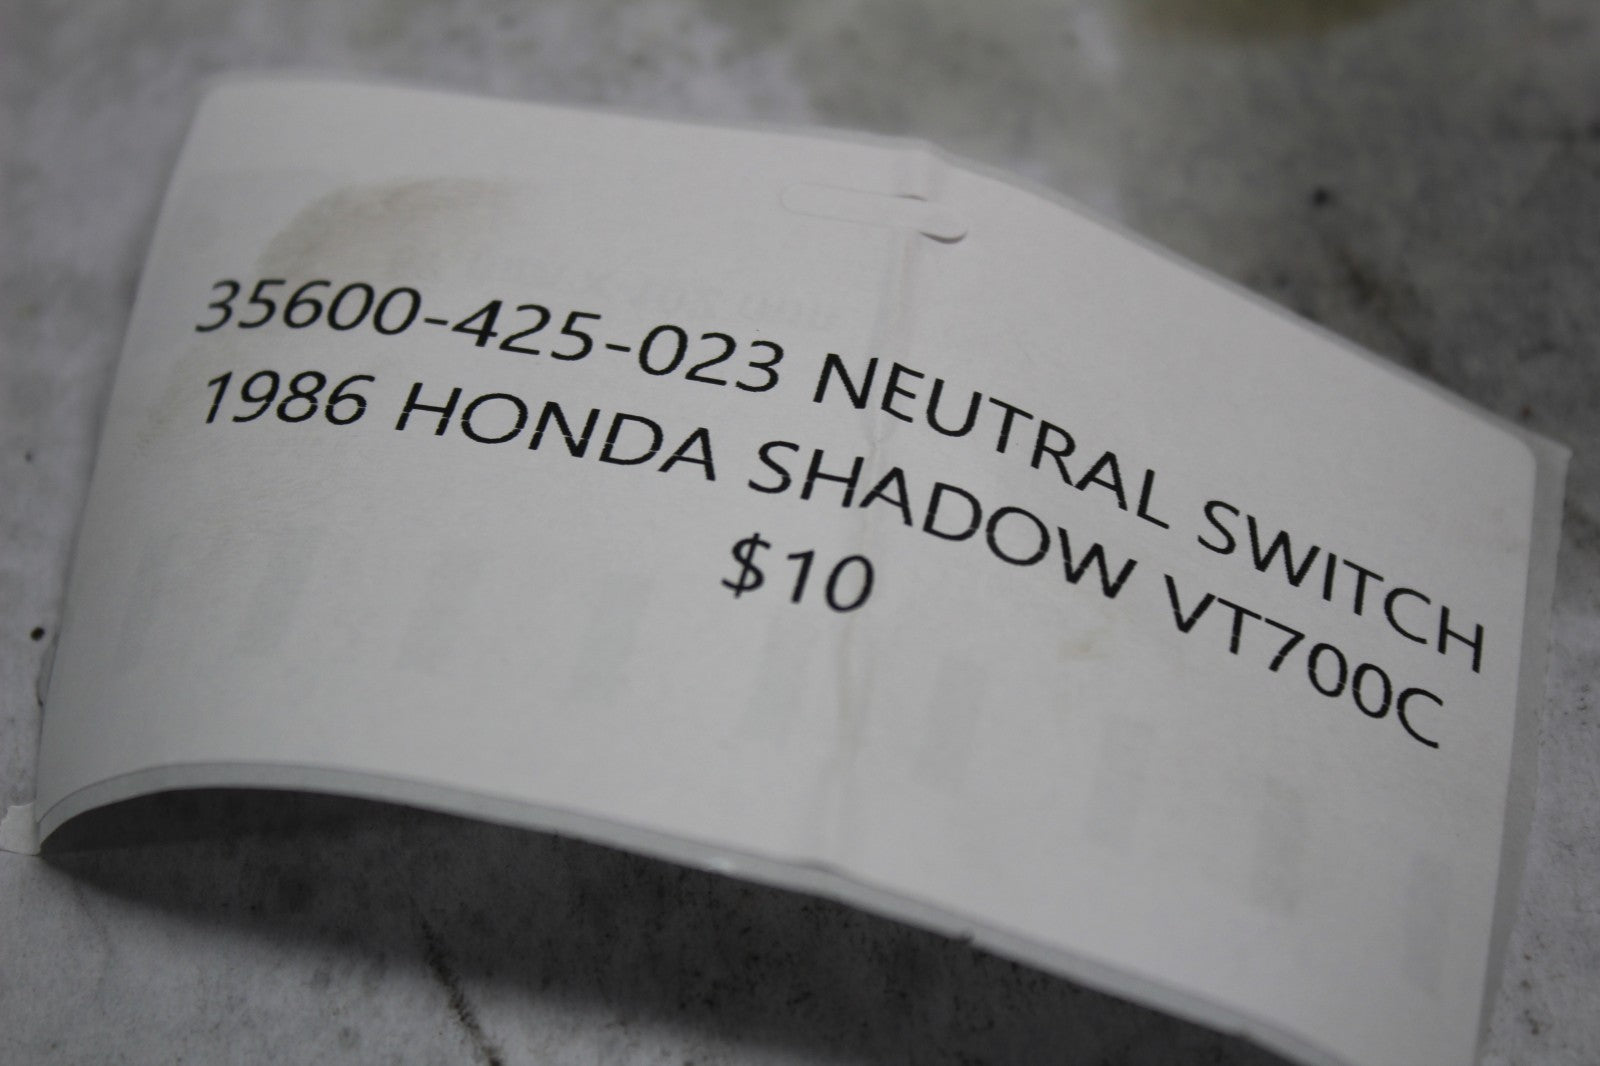 35600-425-023 NEUTRAL SWITCH
1986 HONDA SHADOW VT700C
$10